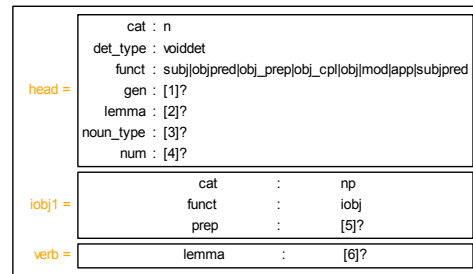 cat : n
det_type : voiddet
funct : subj|objpred|obj_prep|obj_cpl|obj|mod|app|subjpred
head = gen : [1]?
lemma : [2]?
noun_type : [3]?
num : [4]?
cat : np
iobj1 = funct : iobj
prep : [5]?
verb = lemma : [6]?